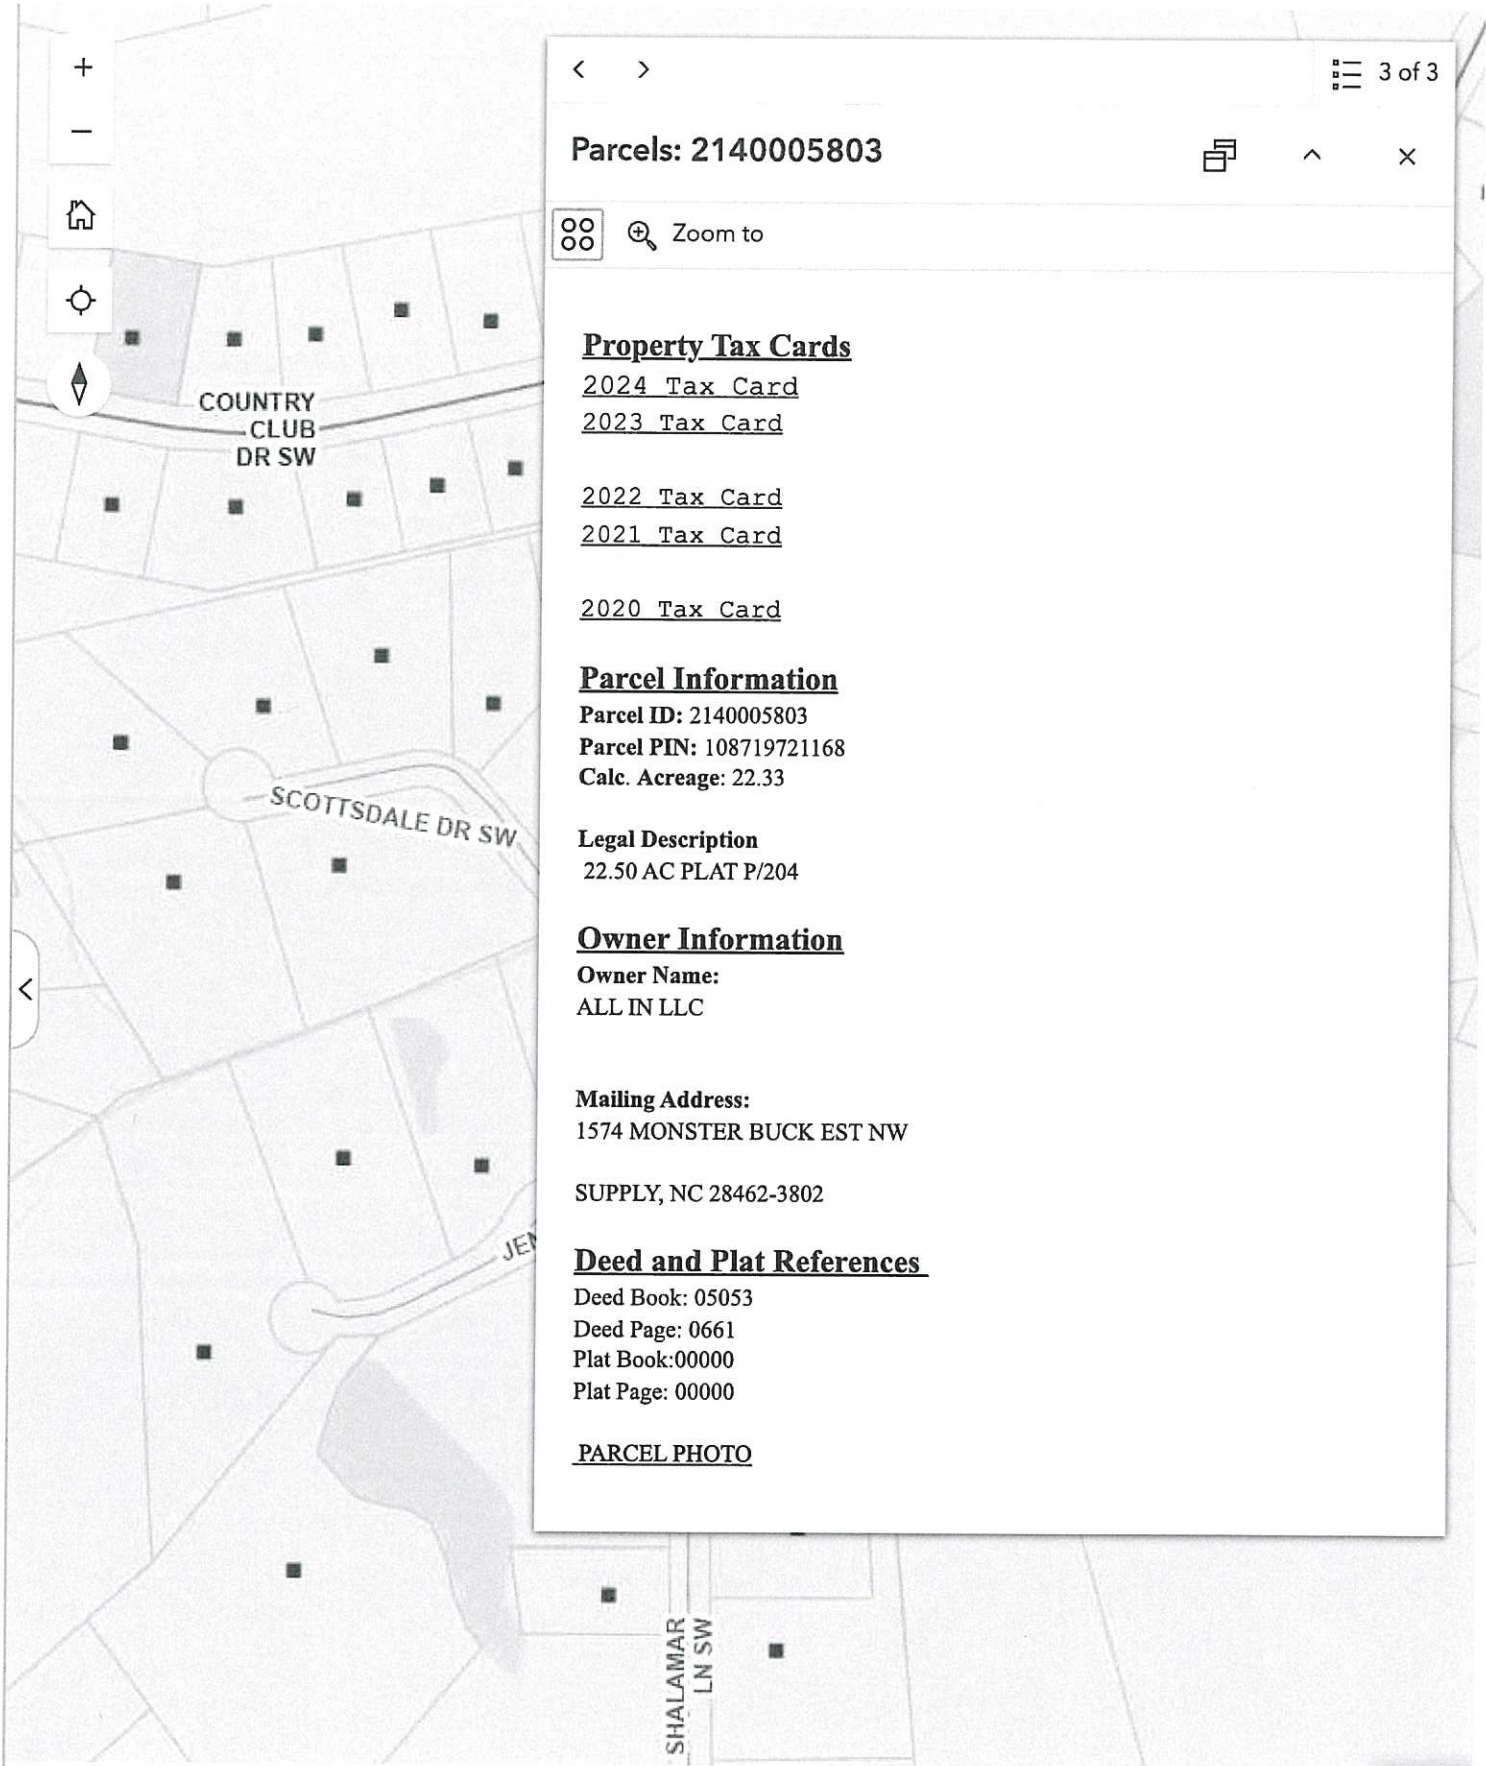 3 of 3
Parcels: 2140005803
Zoom to
Property Tax Cards
2024 Tax Card
2023 Tax Card
2022 Tax Card
2021 Tax Card
2020 Tax Card
Parcel Information
Parcel ID: 2140005803
Parcel PIN: 108719721168
Calc. Acreage: 22.33
Legal Description
22.50 AC PLAT P/204
Owner Information
Owner Name:
ALL IN LLC
Mailing Address:
1574 MONSTER BUCK EST NW
SUPPLY, NC 28462-3802
Deed and Plat References
Deed Book: 05053
Deed Page: 0661
Plat Book:00000
Plat Page: 00000
PARCEL PHOTO
COUNTRY
CLUB
DR SW
SCOTTSDALE DR SW
SHALAMAR
LN SW